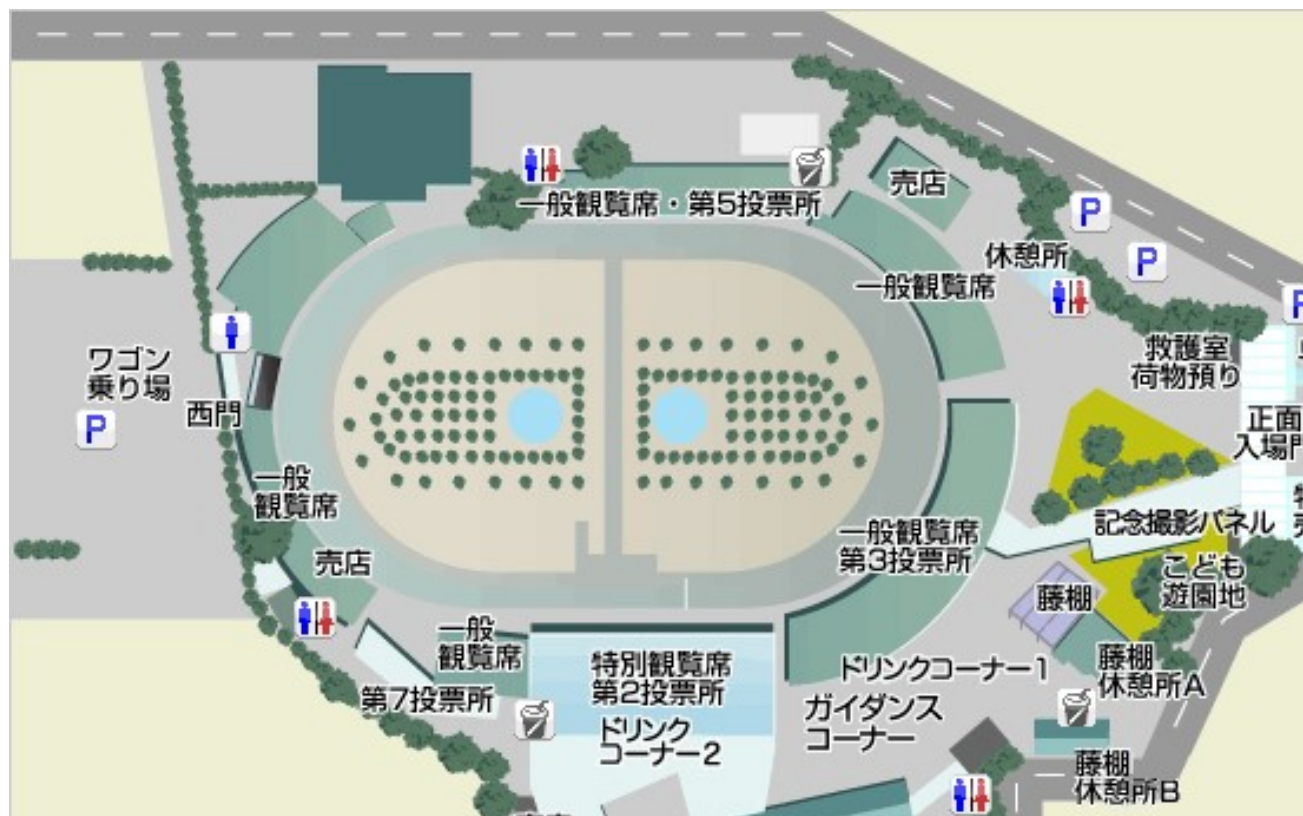 売店
一般観覧席・第5投票所
P
休憩所
P
一般観覧席
P
救護室
荷物預り
ワゴン
乗り場
西門
P
正面
入場門
一般
観覧席
記念撮影パネル
一般観覧席
第3投票所
売店
こども
遊園地
藤棚
一般
観覧席
特別観覧席
第2投票所
ドリンクコーナー1
藤棚
休憩所A
第7投票所
ガイダンス
コーナー
ドリンク
コーナー2
藤棚
休憩所B